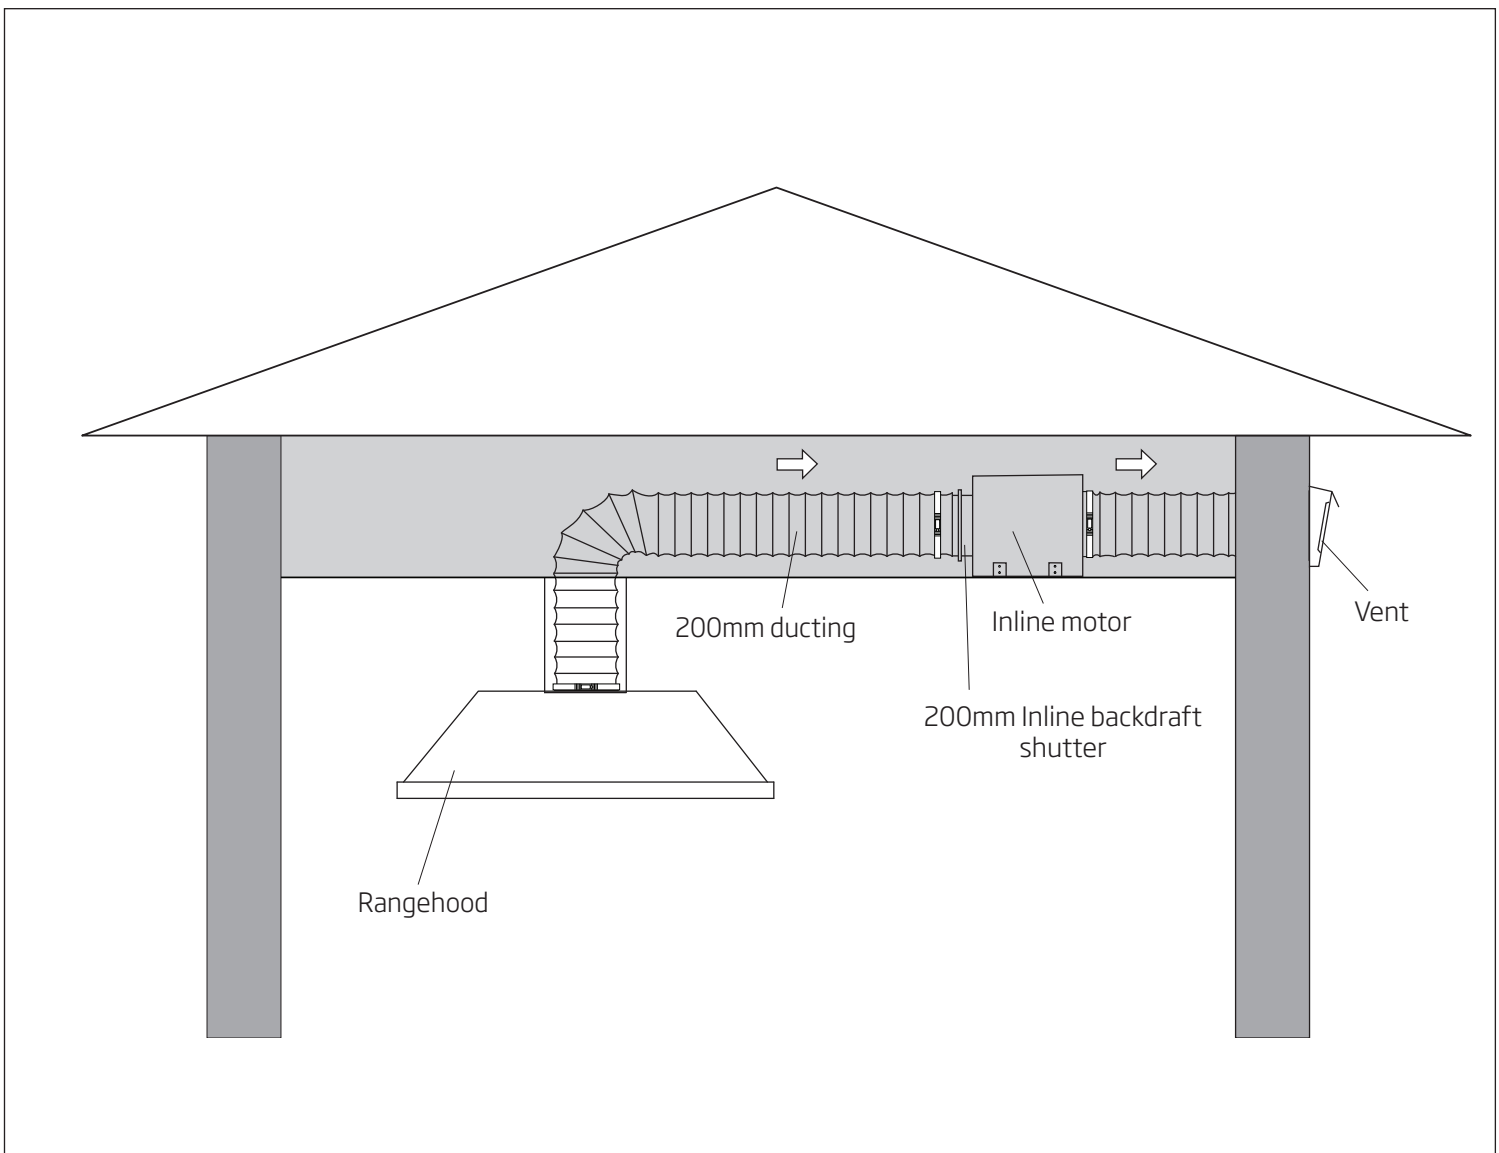 200mm ducting
Inline motor
Vent
200mm Inline backdraft
shutter
Rangehood